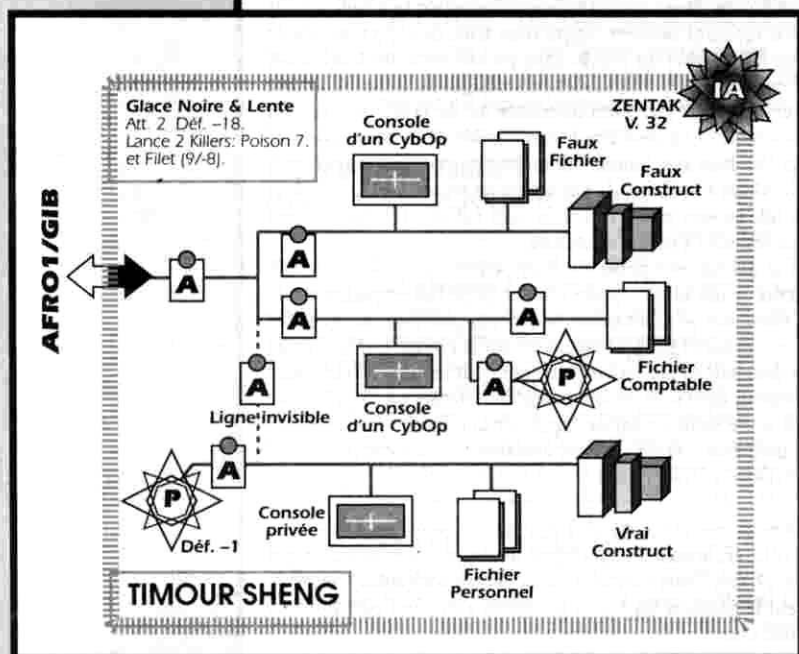 Glace Noire & Lente
Att. 2 Déf. –18.
Lance 2 Killers: Poison 7.
et Filet (9/-8).
ZENTAK
V. 32
IA
Console
d'un CybOp
Faux
Fichier
Faux
Construct
AFRO1/GIB
A
A
A
A
Fichier
Comptable
A
Ligne invisible
Console
d'un CybOp
A
P
A
P
Déf. –1
Console
privée
Fichier
Personnel
Vrai
Construct
TIMOUR SHENG